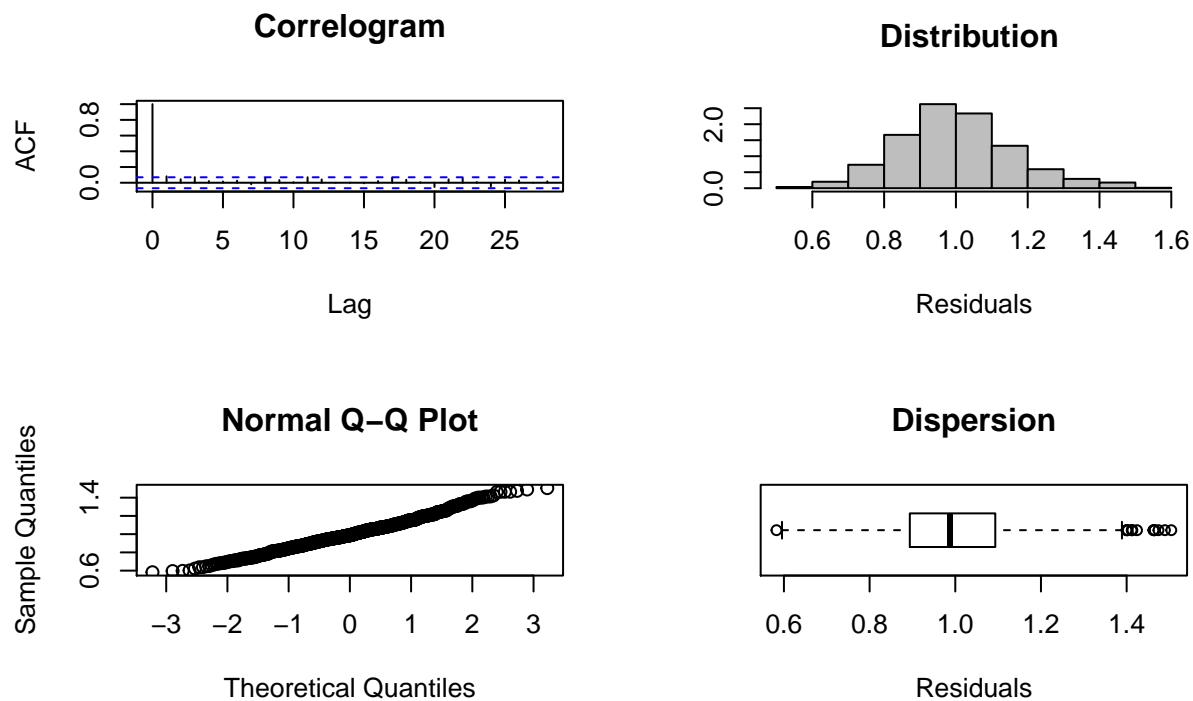 Correlogram
ACF
0.0 0.8
0 5 10 15 20 25
Lag
Distribution
0.0 2.0
0.6 0.8 1.0 1.2 1.4 1.6
Residuals
Normal Q−Q Plot
Sample Quantiles
0.6 1.4
−3 −2 −1 0 1 2 3
Theoretical Quantiles
Dispersion
0.6 0.8 1.0 1.2 1.4
Residuals